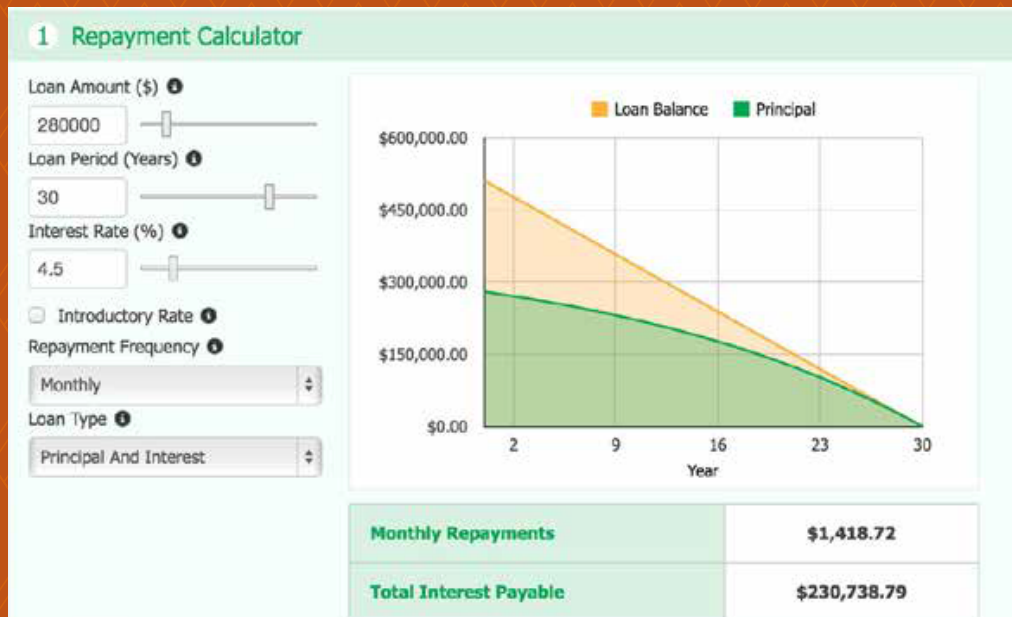 1 Repayment Calculator
Loan Amount ($)
280000
Loan Period (Years)
30
Interest Rate (%)
4.5
Introductory Rate
Repayment Frequency
Monthly
Loan Type
Principal And Interest
Loan Balance Principal
$600,000.00
$450,000.00
$300,000.00
$150,000.00
$0.00
2 9 16 23 30
Year
Monthly Repayments $1,418.72
Total Interest Payable $230,738.79